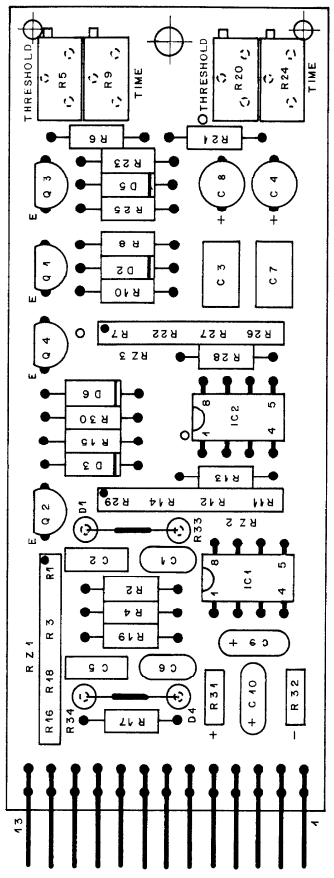 THRESHOLD
R5
R9
TIME
THRESHOLD
R20
R24
TIME
R6
R21
Q3
E
R23
D5
R25
C8
+
C4
+
Q1
E
R8
D2
R10
C3
C7
Q4
E
R7 R22 R27 R26
RZ3
R28
D6
R30
R15
D3
8 5
IC2
1 4
R13
Q2
E
R29 R14 R12 R11
RZ2
D1
R33
RZ1
R1
R3
R18
R16
C2
C1
8 5
IC1
1 4
R2
R4
R19
C9 +
C5
C6
R34
D4
R17
R31
+
+ C10
R32
-
13
1